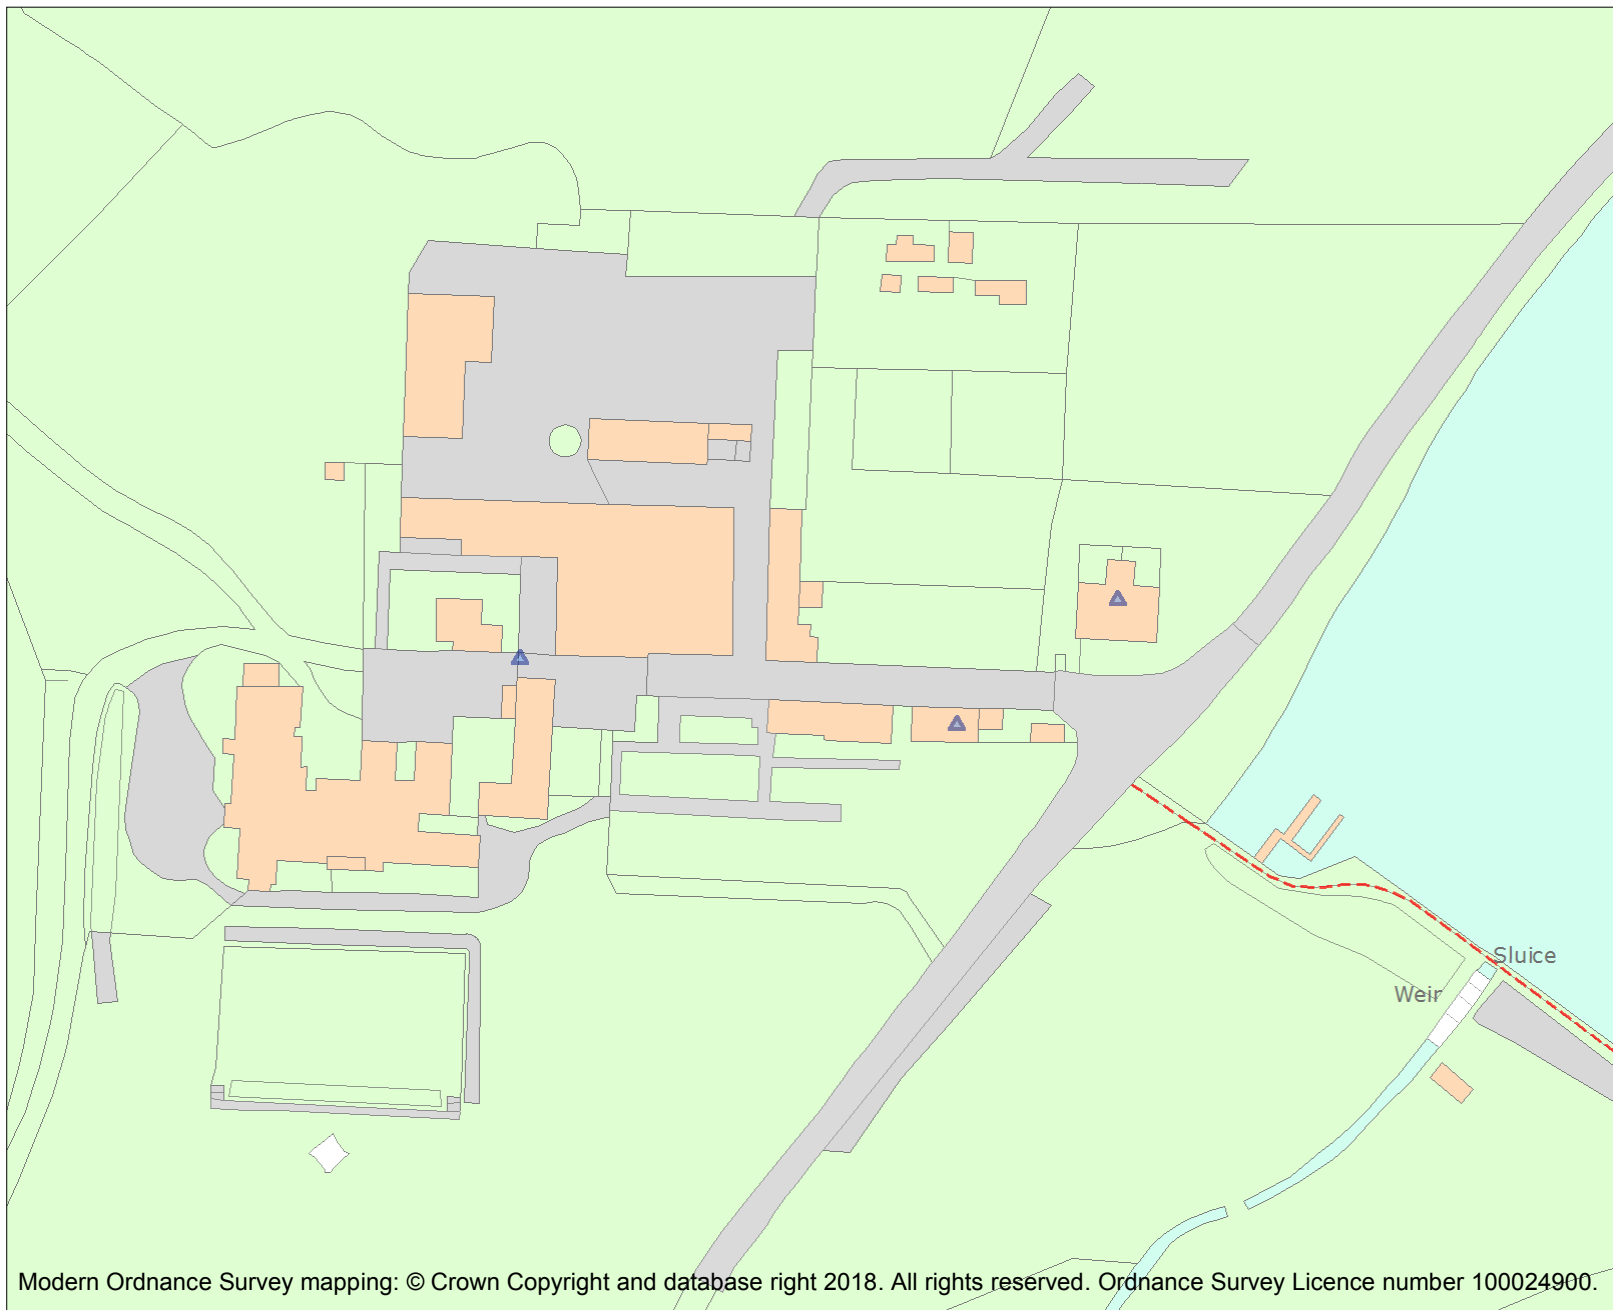 Sluice
Weir
Modern Ordnance Survey mapping: © Crown Copyright and database right 2018. All rights reserved. Ordnance Survey Licence number 100024900.